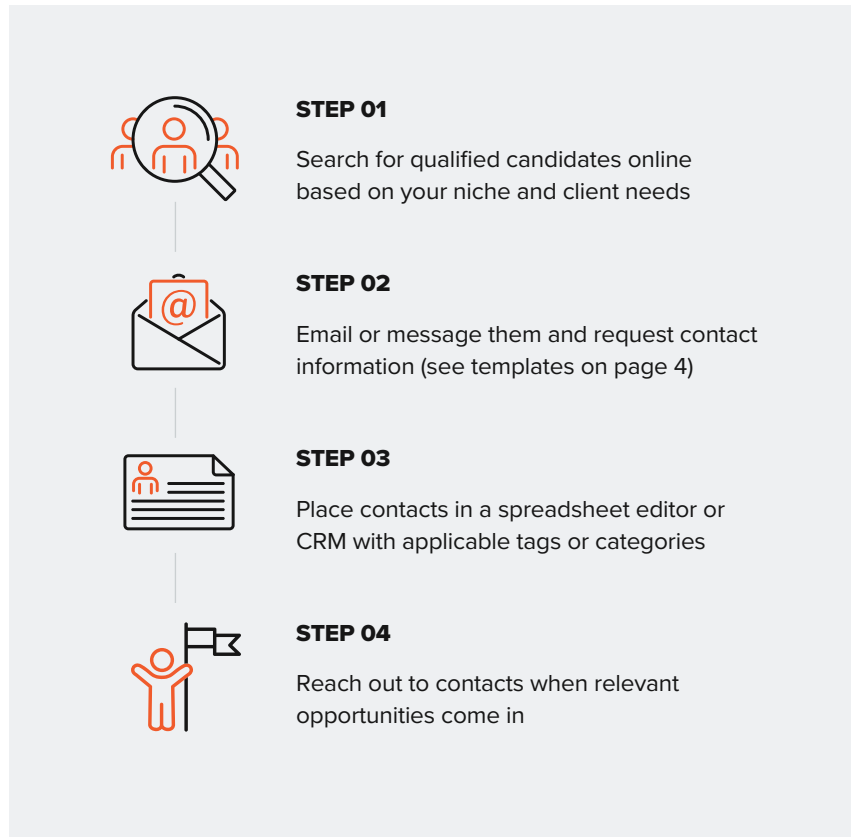 STEP 01
Search for qualified candidates online
based on your niche and client needs
@
STEP 02
Email or message them and request contact
information (see templates on page 4)
STEP 03
Place contacts in a spreadsheet editor or
CRM with applicable tags or categories
STEP 04
Reach out to contacts when relevant
opportunities come in